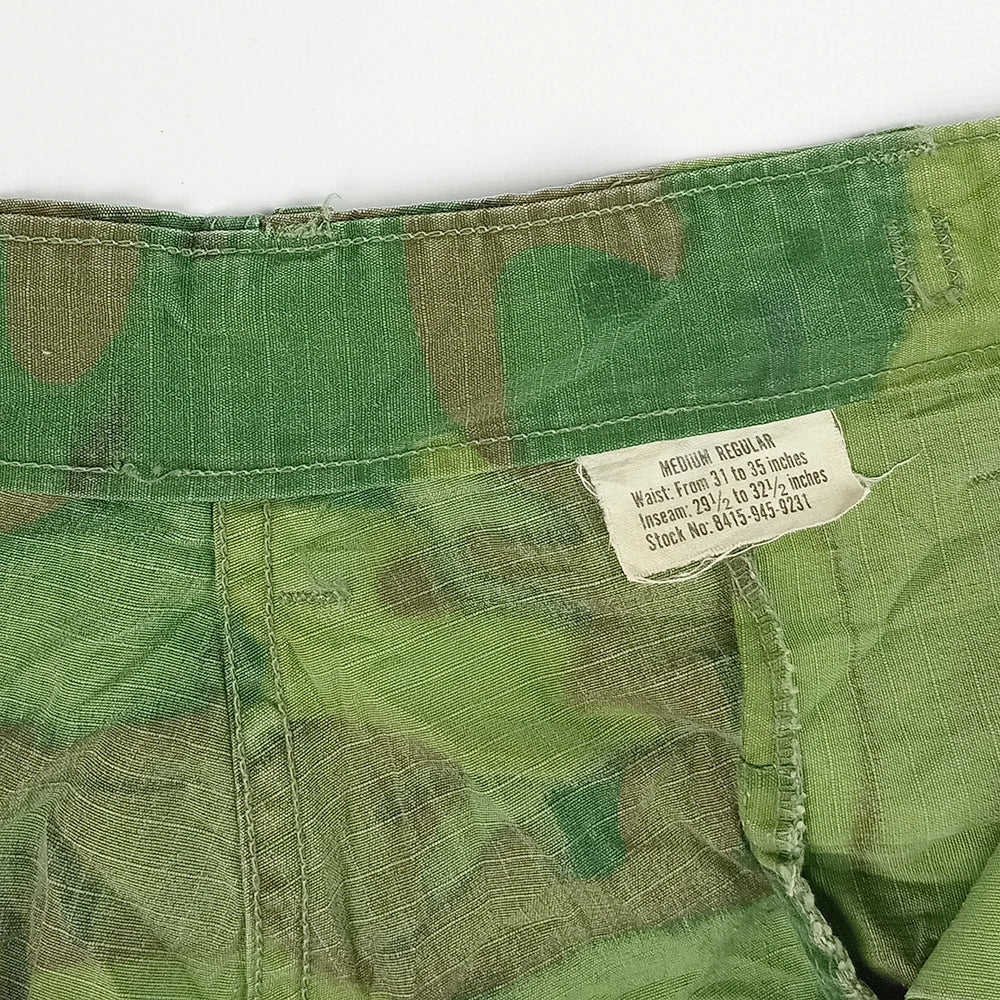 MEDIUM REGULAR
Waist: From 31 to 35 inches
Inseam: 29½ to 32½ inches
Stock No: 8415-945-9231